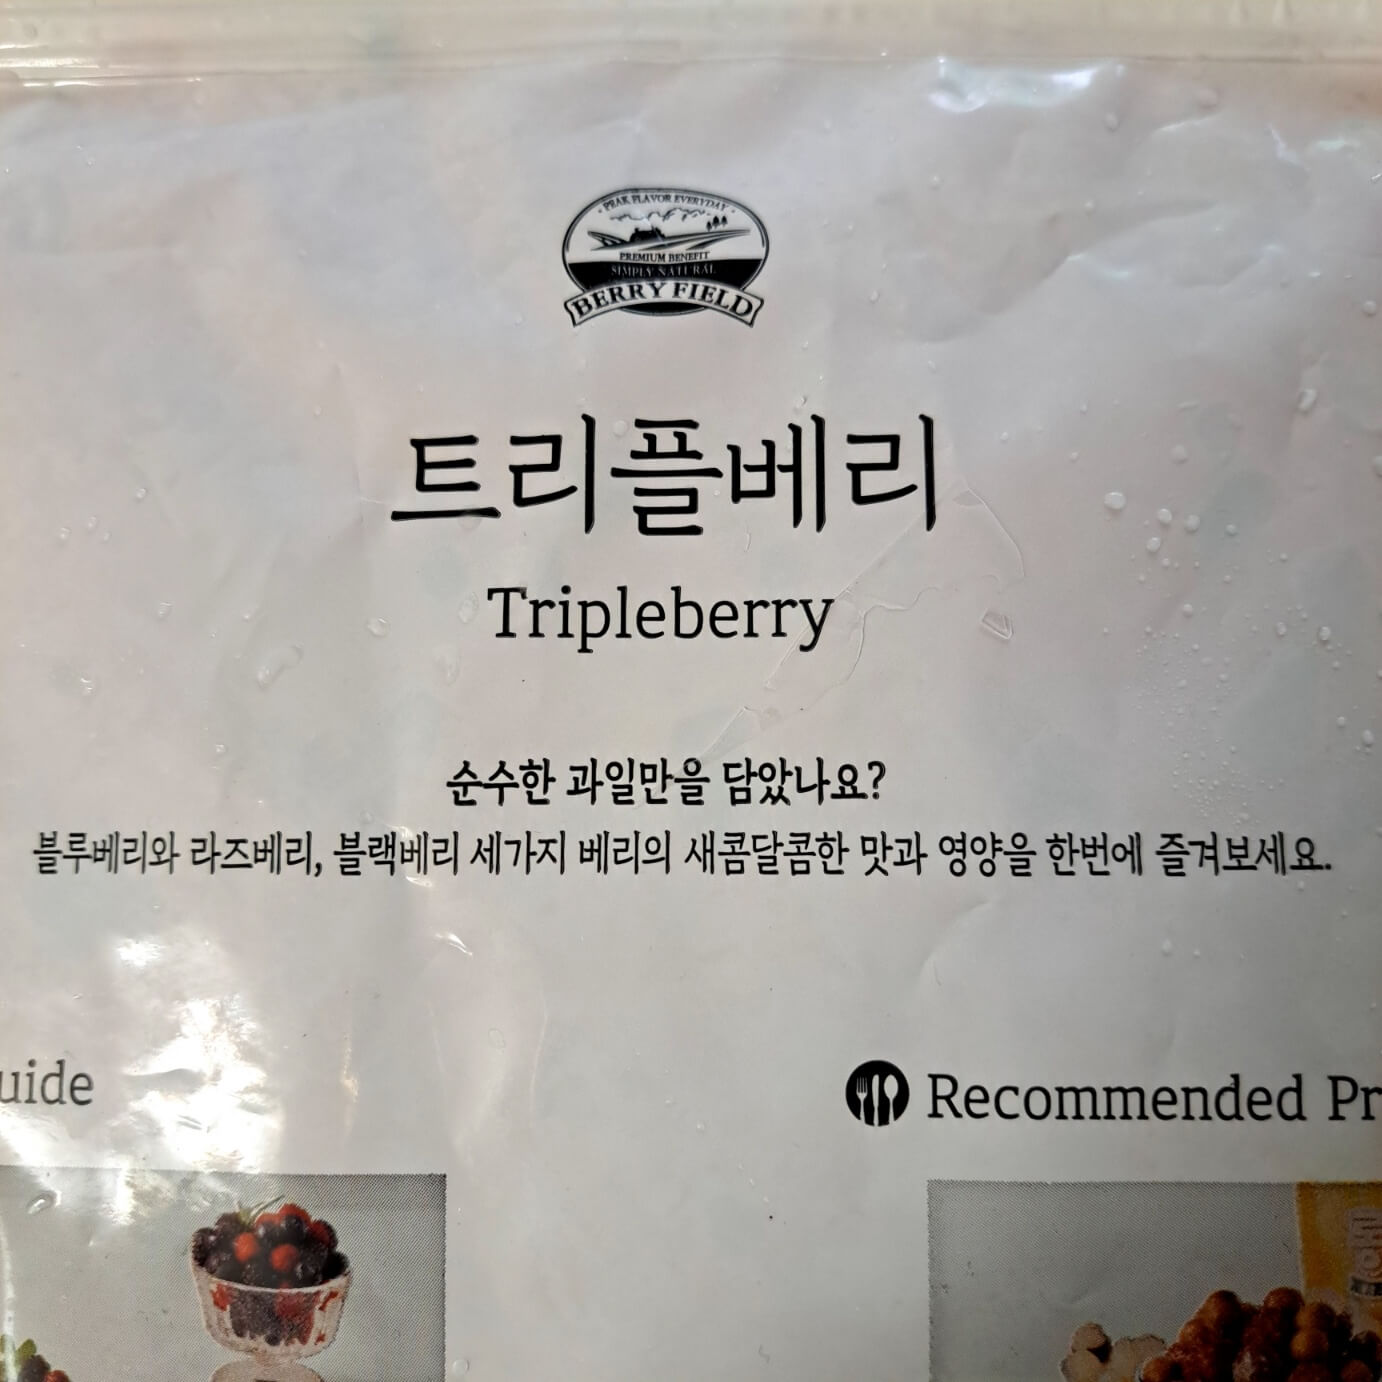 PEAK FLAVOR EVERYDAY
PREMIUM BENEFIT
SIMPLY NATURAL
BERRY FIELD
트리플베리
Tripleberry
순수한 과일만을 담았나요?
블루베리와 라즈베리, 블랙베리 세가지 베리의 새콤달콤한 맛과 영양을 한번에 즐겨보세요.
uide
Recommended Pr